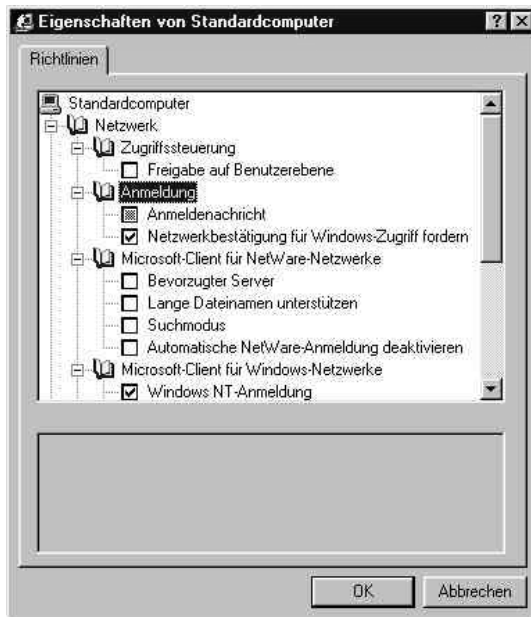 Eigenschaften von Standardcomputer
Richtlinien
Standardcomputer
Netzwerk
Zugriffssteuerung
Freigabe auf Benutzerebene
Anmeldung
Anmeldenachricht
Netzwerkbestätigung für Windows-Zugriff fordern
Microsoft-Client für NetWare-Netzwerke
Bevorzugter Server
Lange Dateinamen unterstützen
Suchmodus
Automatische NetWare-Anmeldung deaktivieren
Microsoft-Client für Windows-Netzwerke
Windows NT-Anmeldung
OK
Abbrechen